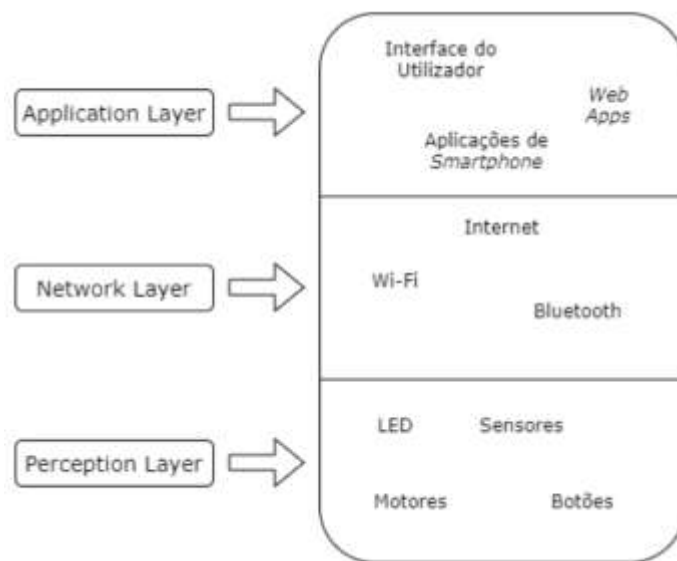 Interface do
Utilizador
Web
Apps
Application Layer
Aplicações de
Smartphone
Internet
Network Layer
Wi-Fi
Bluetooth
LED
Sensores
Perception Layer
Motores
Botões